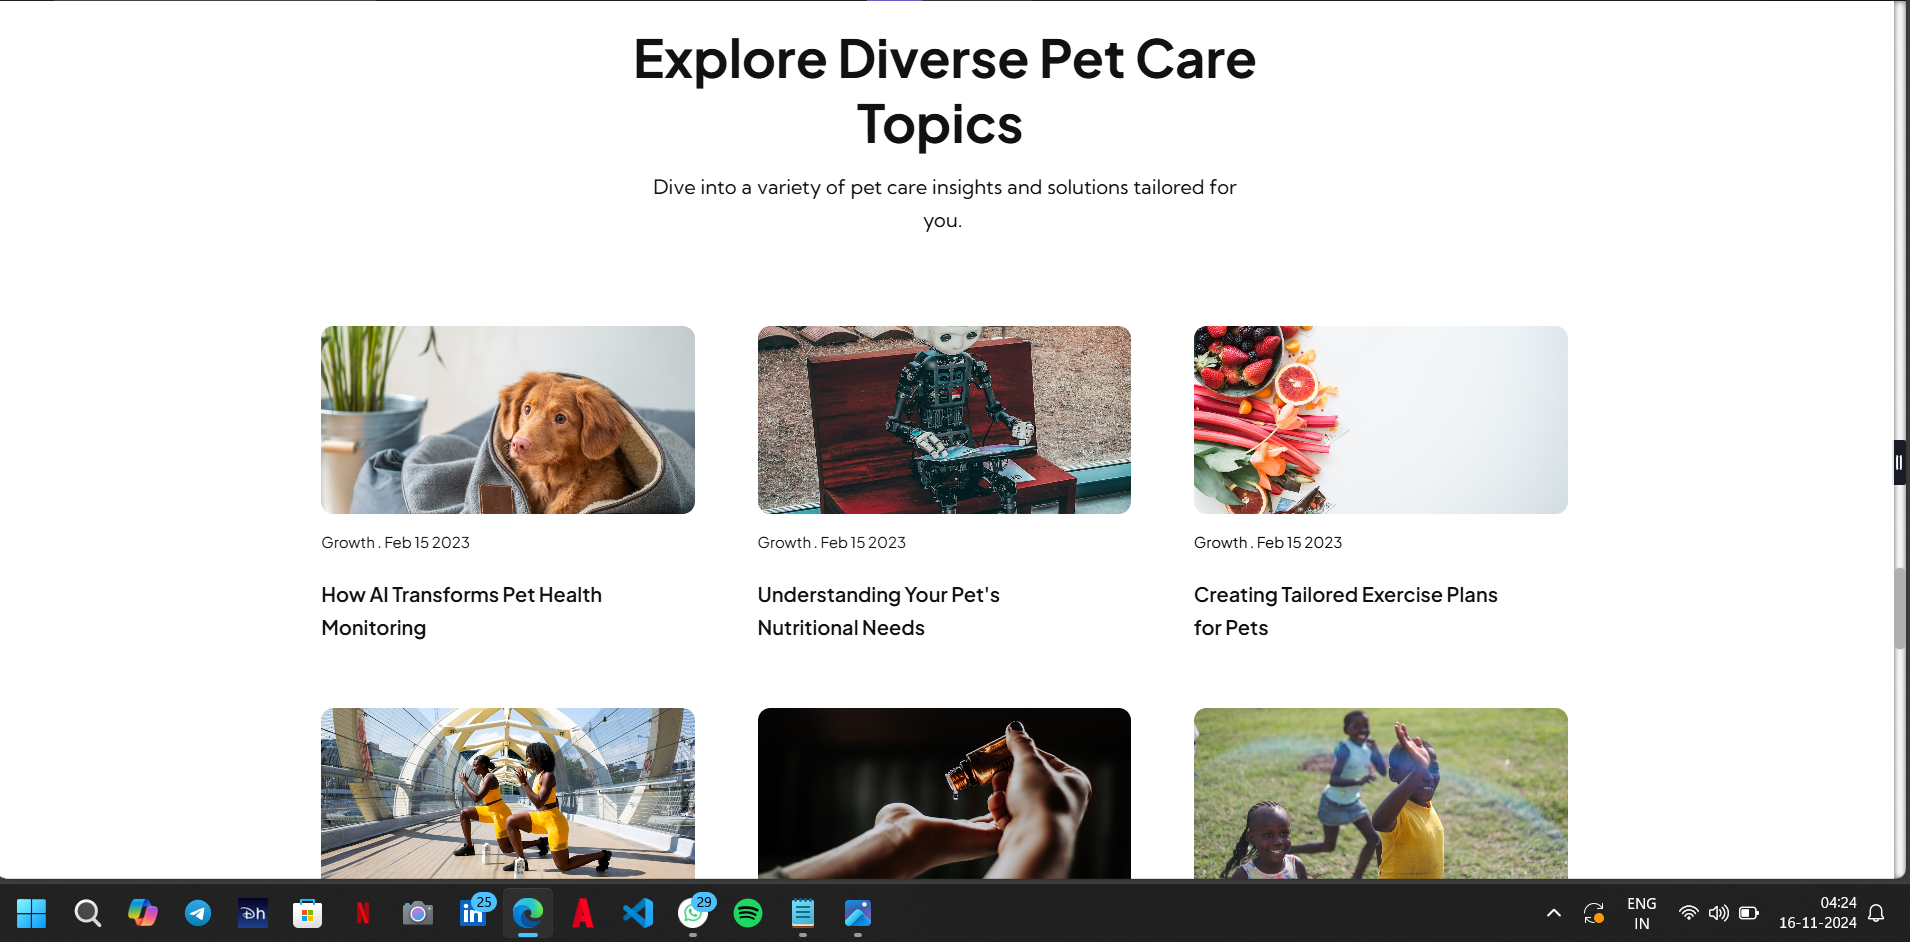 Explore Diverse Pet Care
Topics
Dive into a variety of pet care insights and solutions tailored for
you.
Growth . Feb 15 2023
Growth . Feb 15 2023
Growth . Feb 15 2023
How AI Transforms Pet Health
Monitoring
Understanding Your Pet's
Nutritional Needs
Creating Tailored Exercise Plans
for Pets
Dh
N
in
25
29
ENG
IN
04:24
16-11-2024